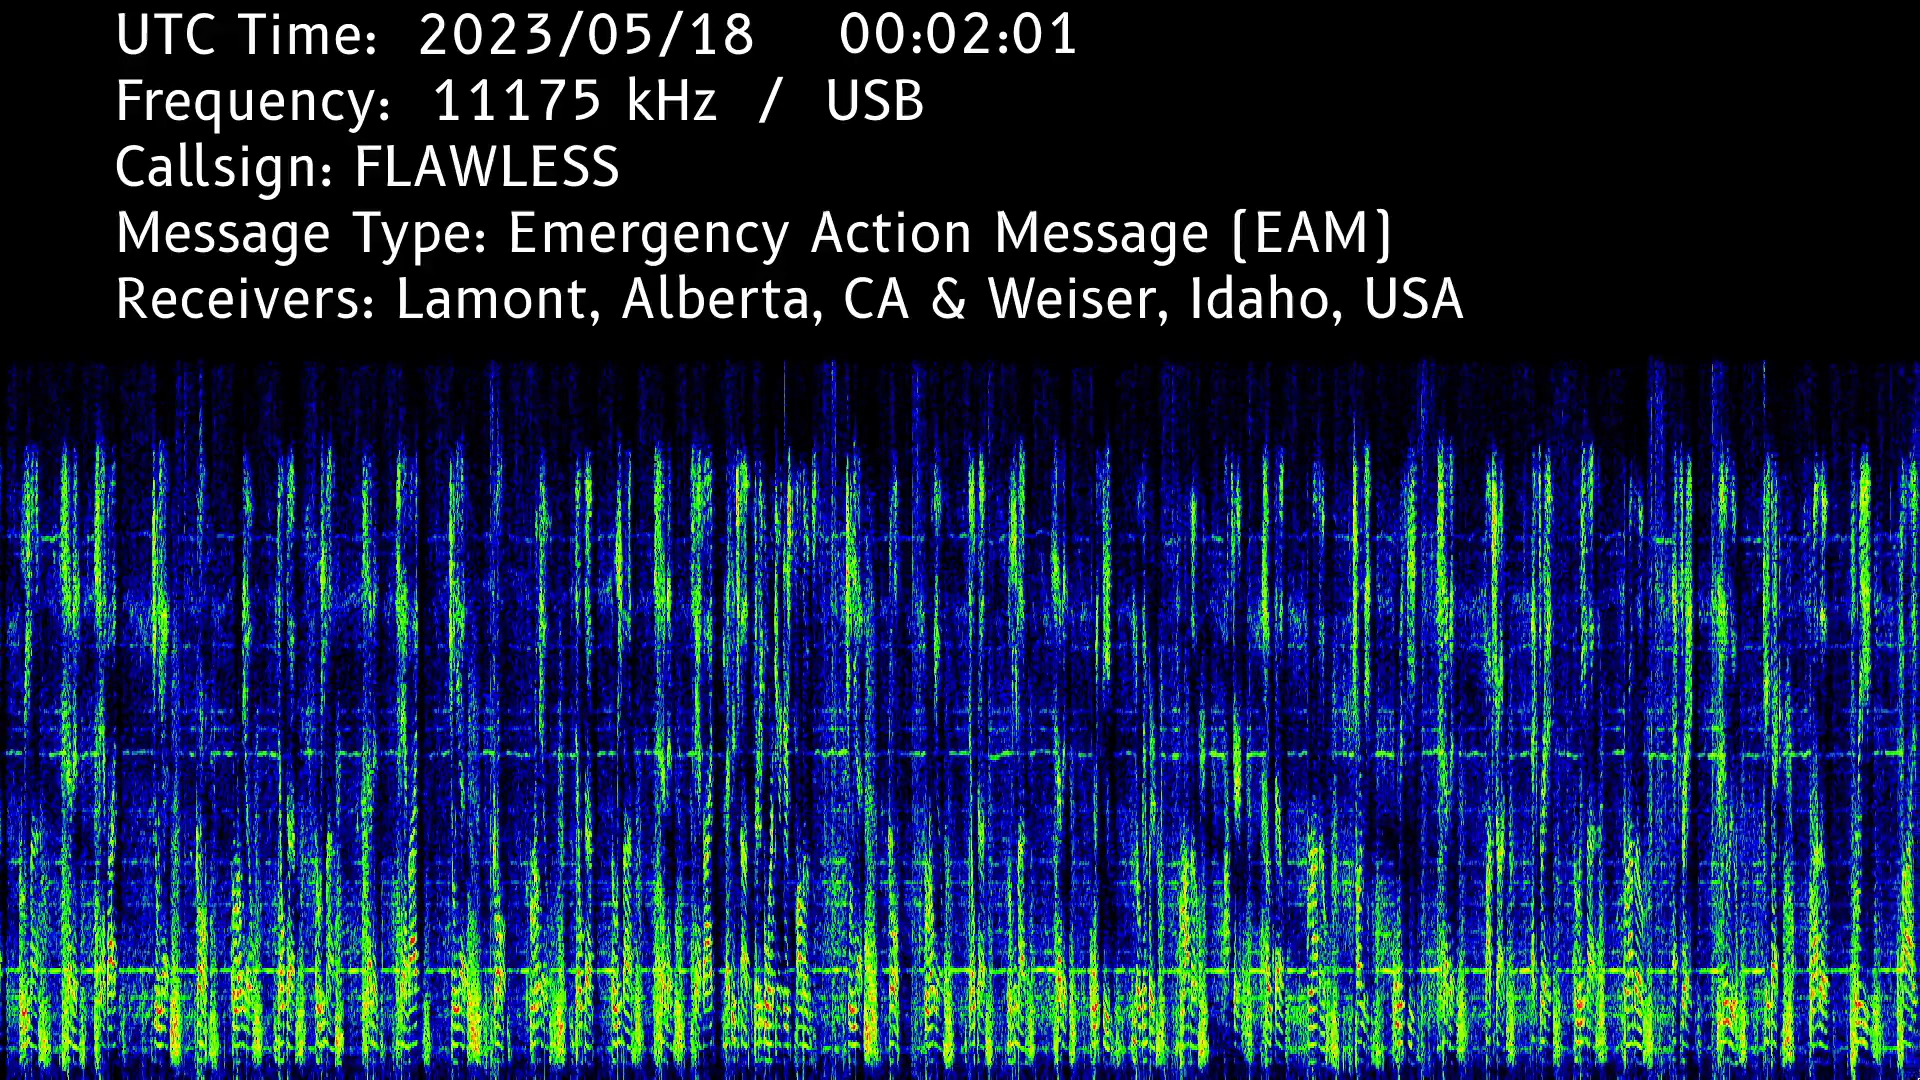 UTC Time: 2023/05/18 00:02:01
Frequency: 11175 kHz / USB
Callsign: FLAWLESS
Message Type: Emergency Action Message (EAM)
Receivers: Lamont, Alberta, CA & Weiser, Idaho, USA